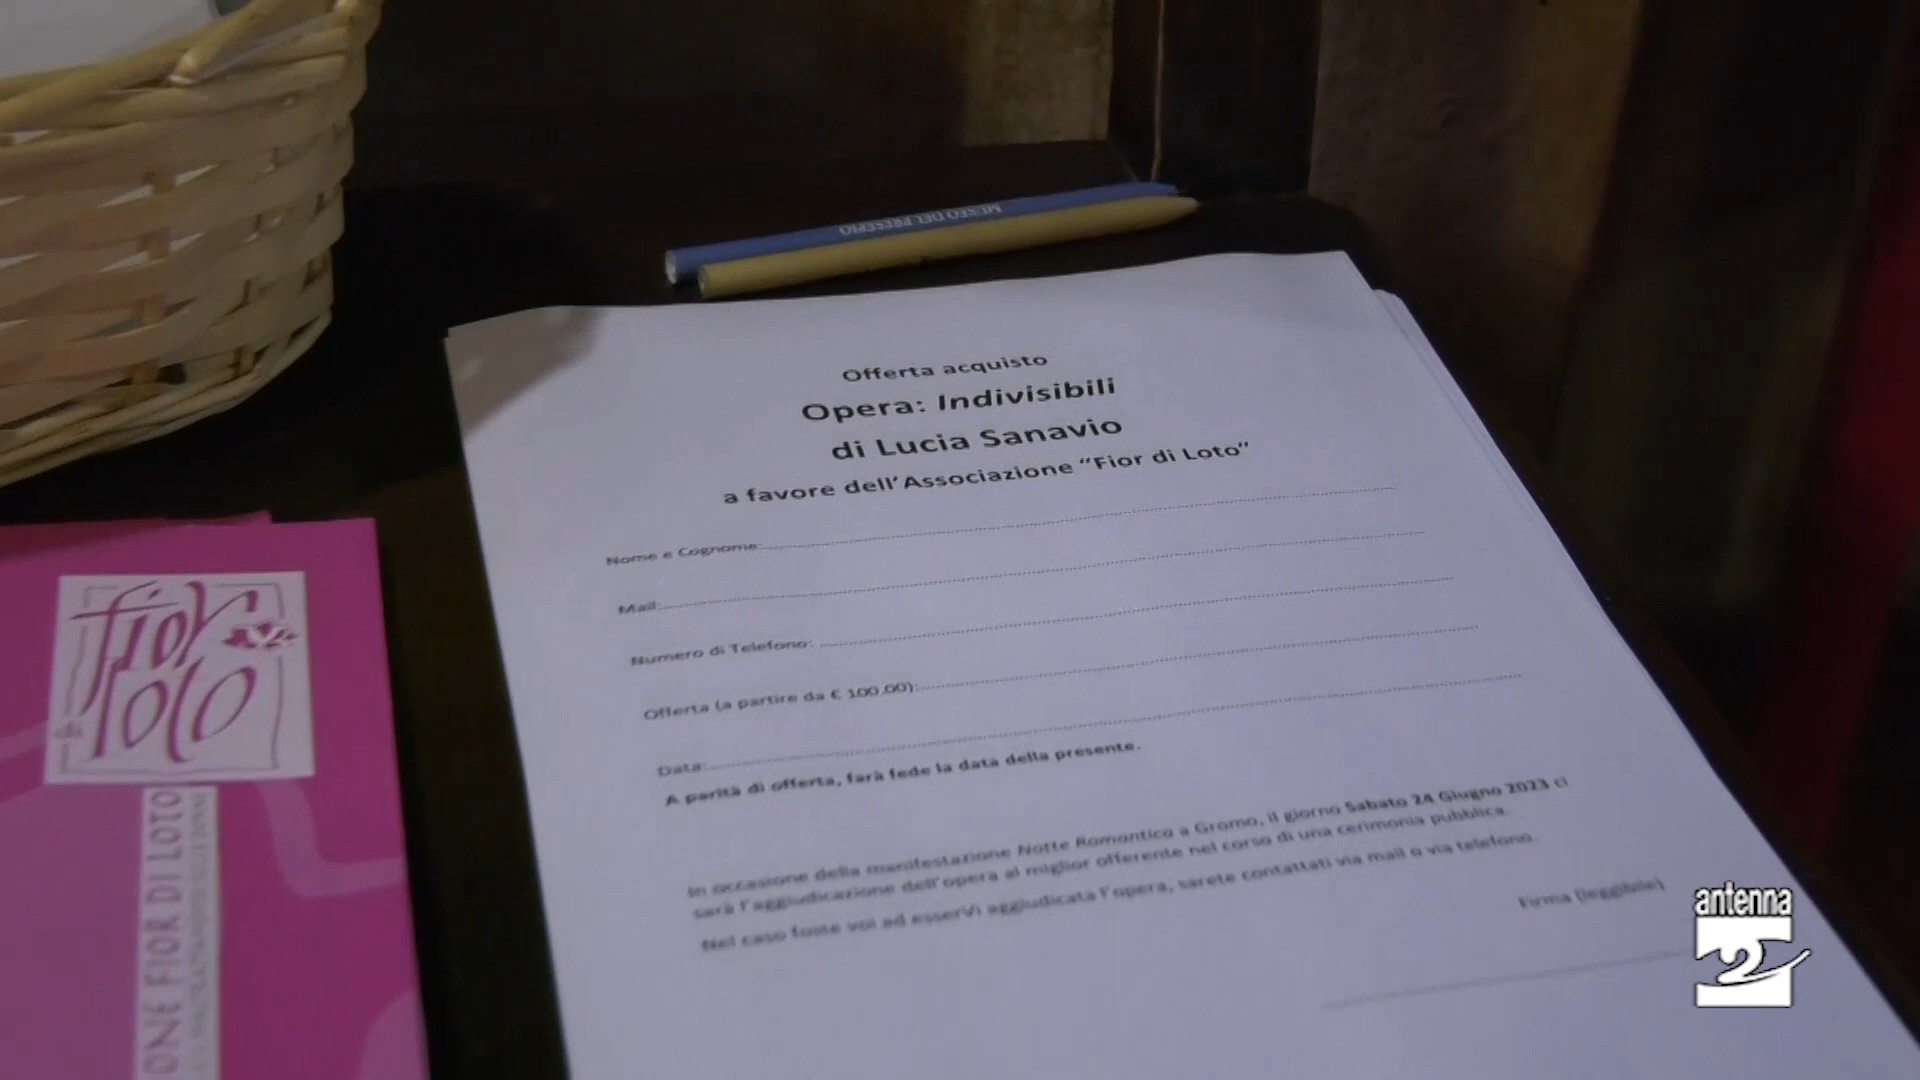 MUSEO DEL PRESEPIO
Offerta acquisto
Opera: Indivisibili
di Lucia Sanavio
a favore dell'Associazione "Fior di Loto"
Nome e Cognome:
Mail:
Numero di Telefono:
Offerta (a partire da € 100,00):
Data:
A parità di offerta, farà fede la data della presente.
In occasione della manifestazione Notte Romantica a Gromo, il giorno Sabato 24 Giugno 2023 ci
sarà l'aggiudicazione dell'opera al miglior offerente nel corso di una cerimonia pubblica.
Nel caso foste voi ad esserVi aggiudicata l'opera, sarete contattati via mail o via telefono.
Firma (leggibile)
fior
di loto
ONE FIOR DI LOTO
antenna
2